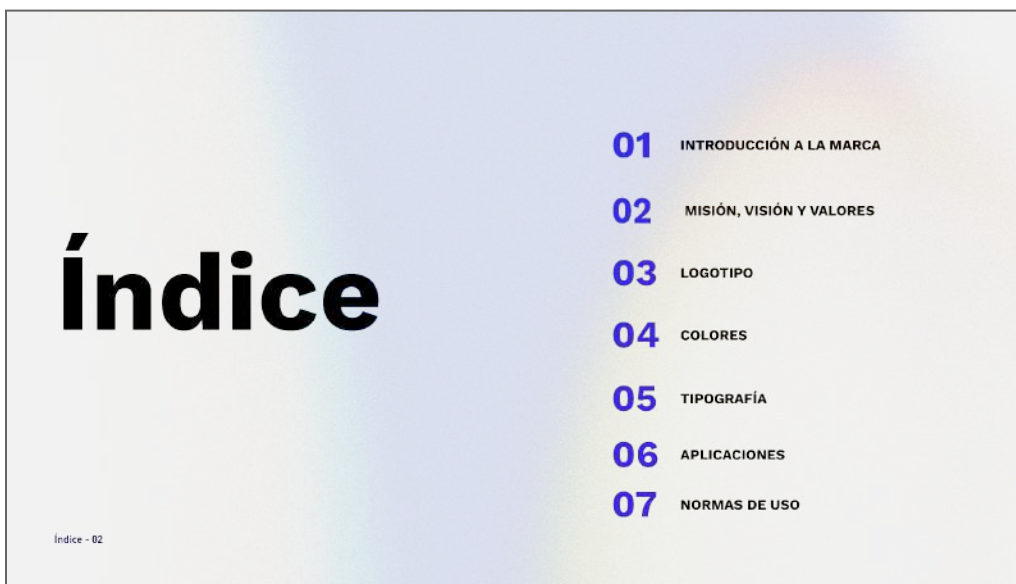 Índice
01 INTRODUCCIÓN A LA MARCA
02 MISIÓN, VISIÓN Y VALORES
03 LOGOTIPO
04 COLORES
05 TIPOGRAFÍA
06 APLICACIONES
07 NORMAS DE USO
Índice - 02